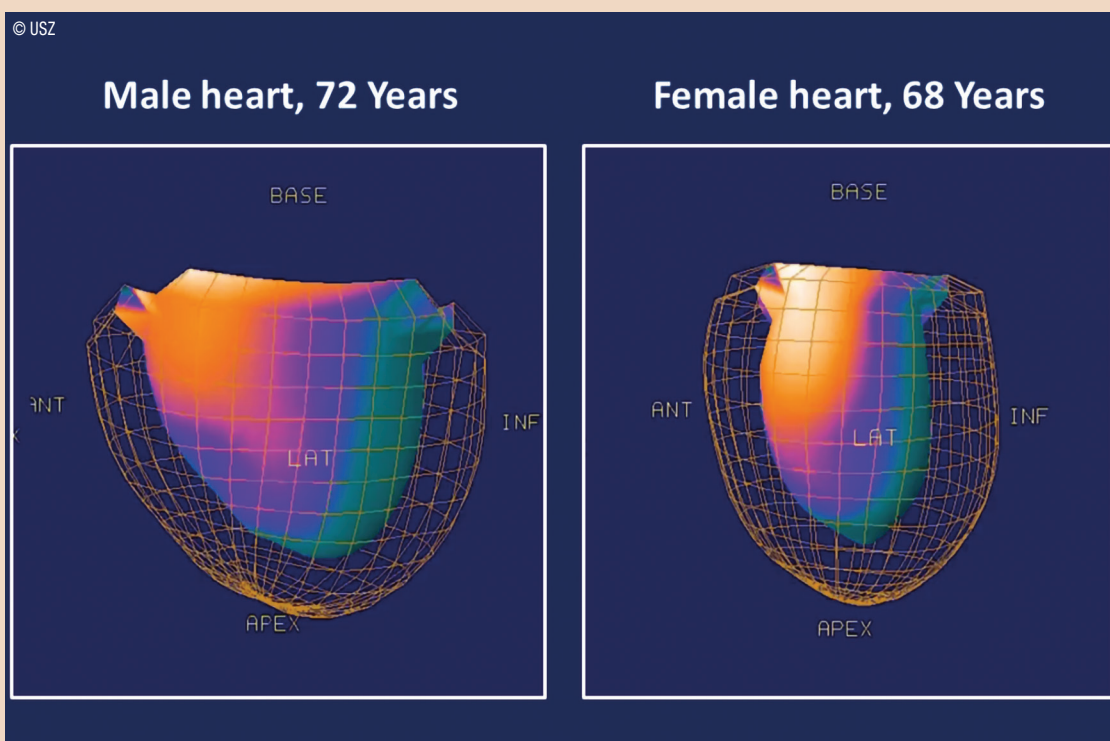 © USZ
Male heart, 72 Years
Female heart, 68 Years
BASE
ANT
LAT
INF
APEX
BASE
ANT
LAT
INF
APEX